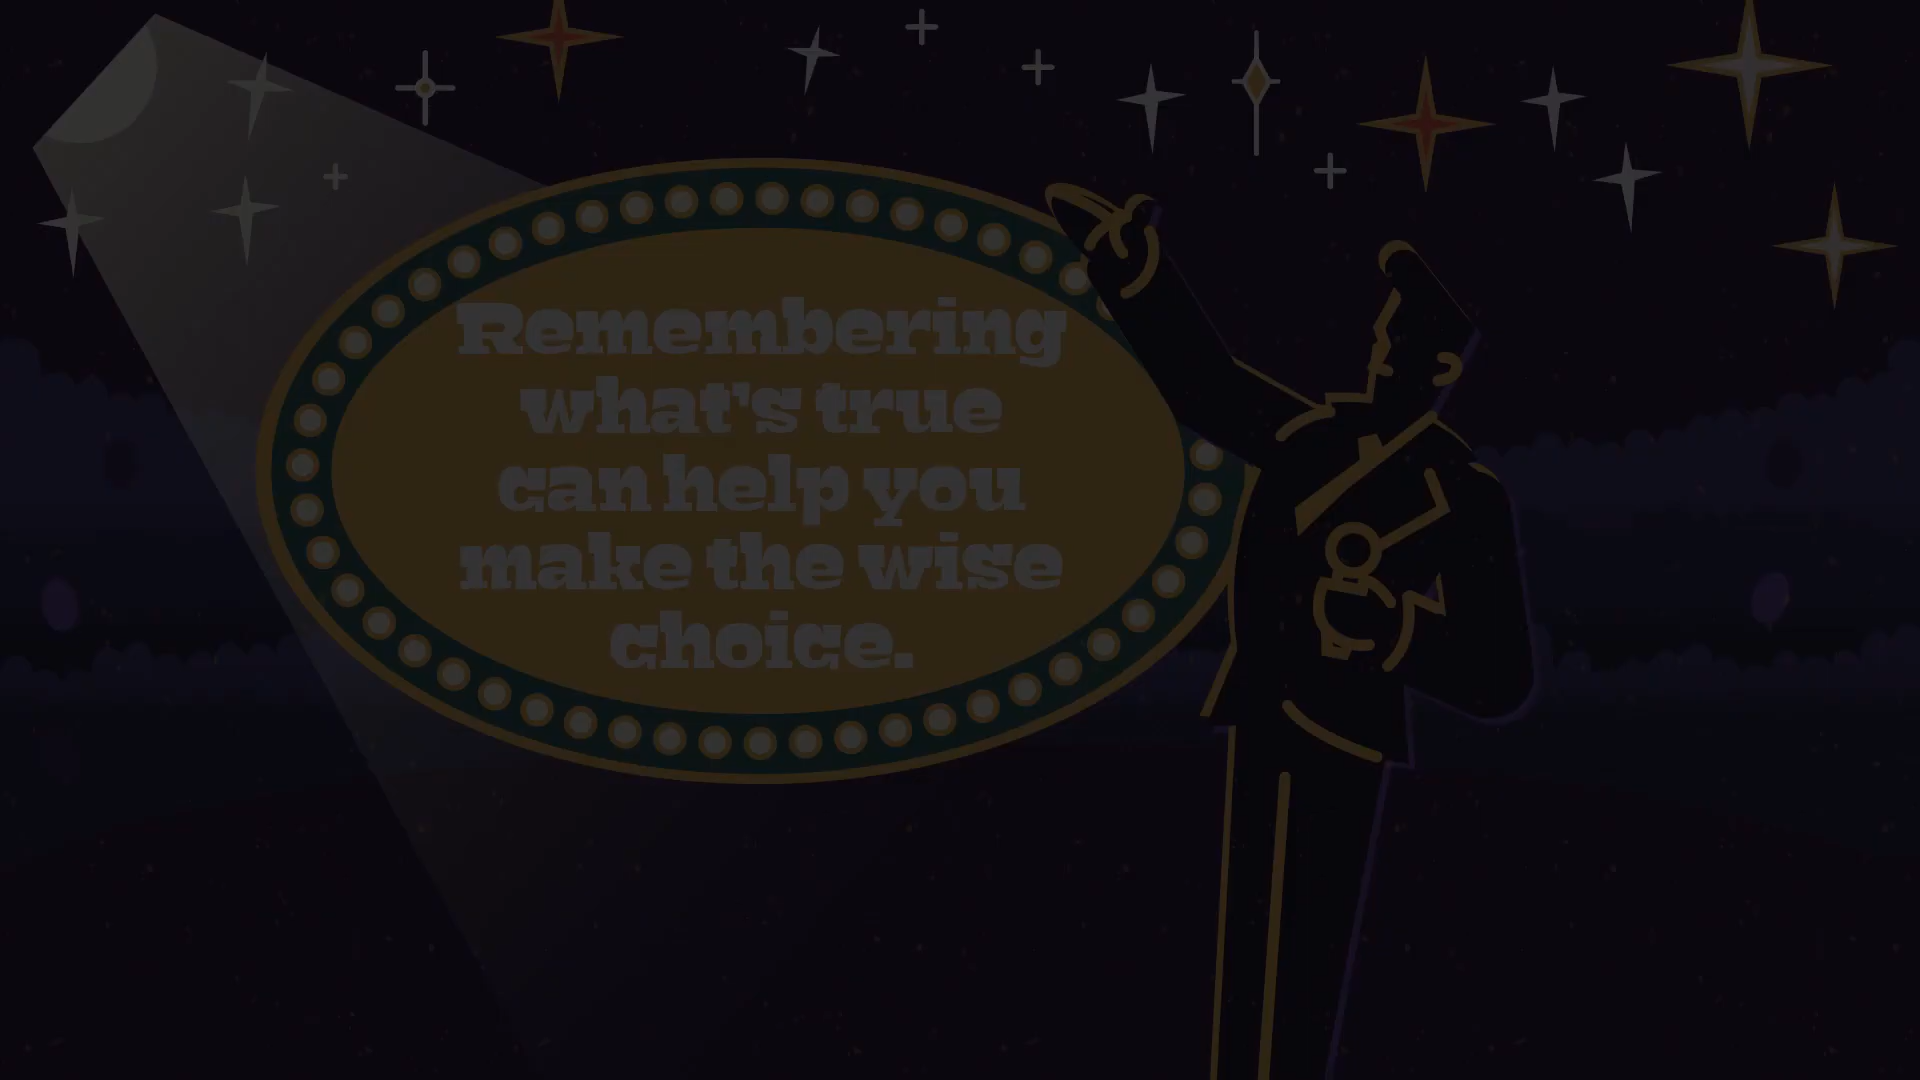 Remembering
what's true
can help you
make the wise
choice.